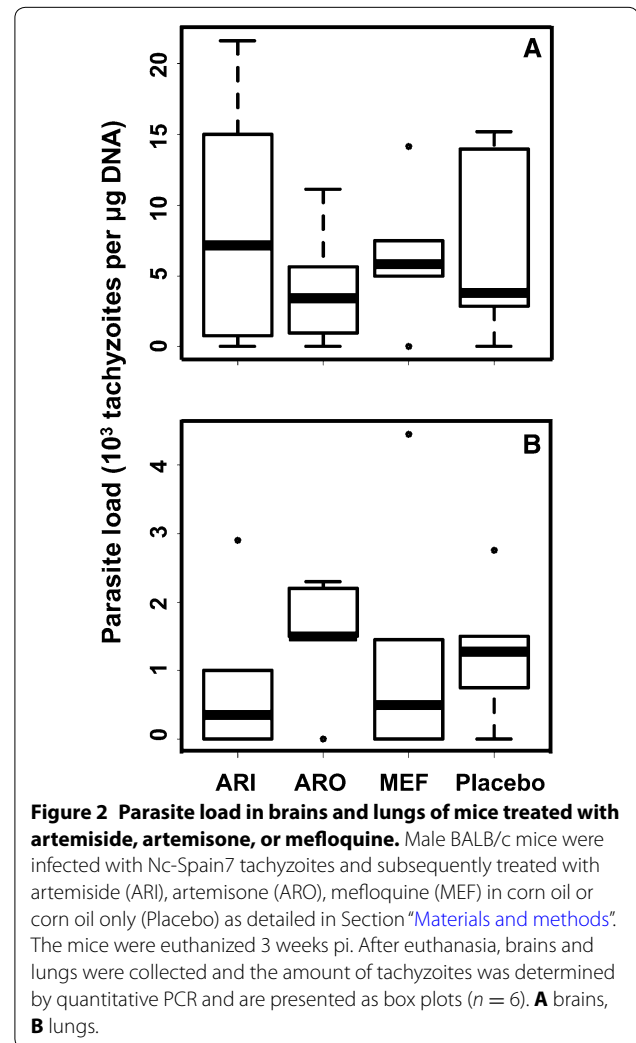 A
20
15
10
5
0
Parasite load (10³ tachyzoites per µg DNA)
B
4
3
2
1
0
ARI ARO MEF Placebo
Figure 2 Parasite load in brains and lungs of mice treated with
artemiside, artemisone, or mefloquine. Male BALB/c mice were
infected with Nc-Spain7 tachyzoites and subsequently treated with
artemiside (ARI), artemisone (ARO), mefloquine (MEF) in corn oil or
corn oil only (Placebo) as detailed in Section “Materials and methods”.
The mice were euthanized 3 weeks pi. After euthanasia, brains and
lungs were collected and the amount of tachyzoites was determined
by quantitative PCR and are presented as box plots (n = 6). A brains,
B lungs.